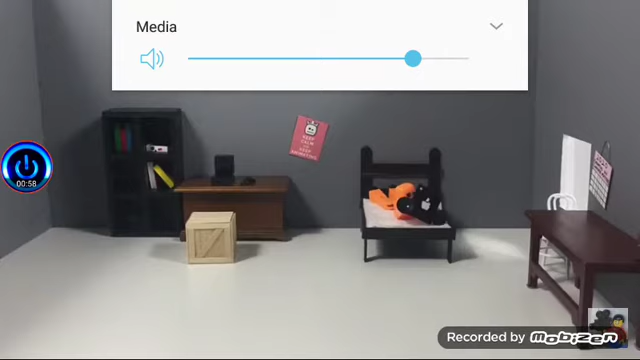 Media
KEEP
CALM
AND
KEEP
ANIMATING
00:58
Recorded by mobizen